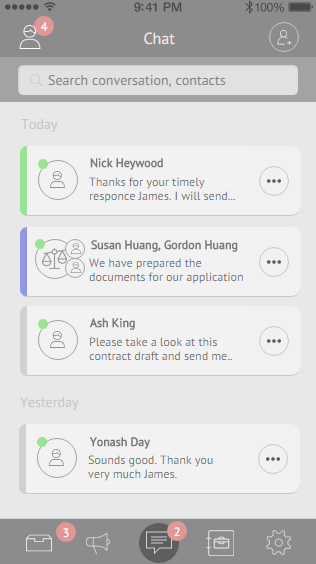 9:41 PM
100%
4
Chat
Search conversation, contacts
Today
Nick Heywood
Thanks for your timely
responce James. I will send...
Susan Huang, Gordon Huang
We have prepared the
documents for our application
Ash King
Please take a look at this
contract draft and send me..
Yesterday
Yonash Day
Sounds good. Thank you
very much James.
3
2